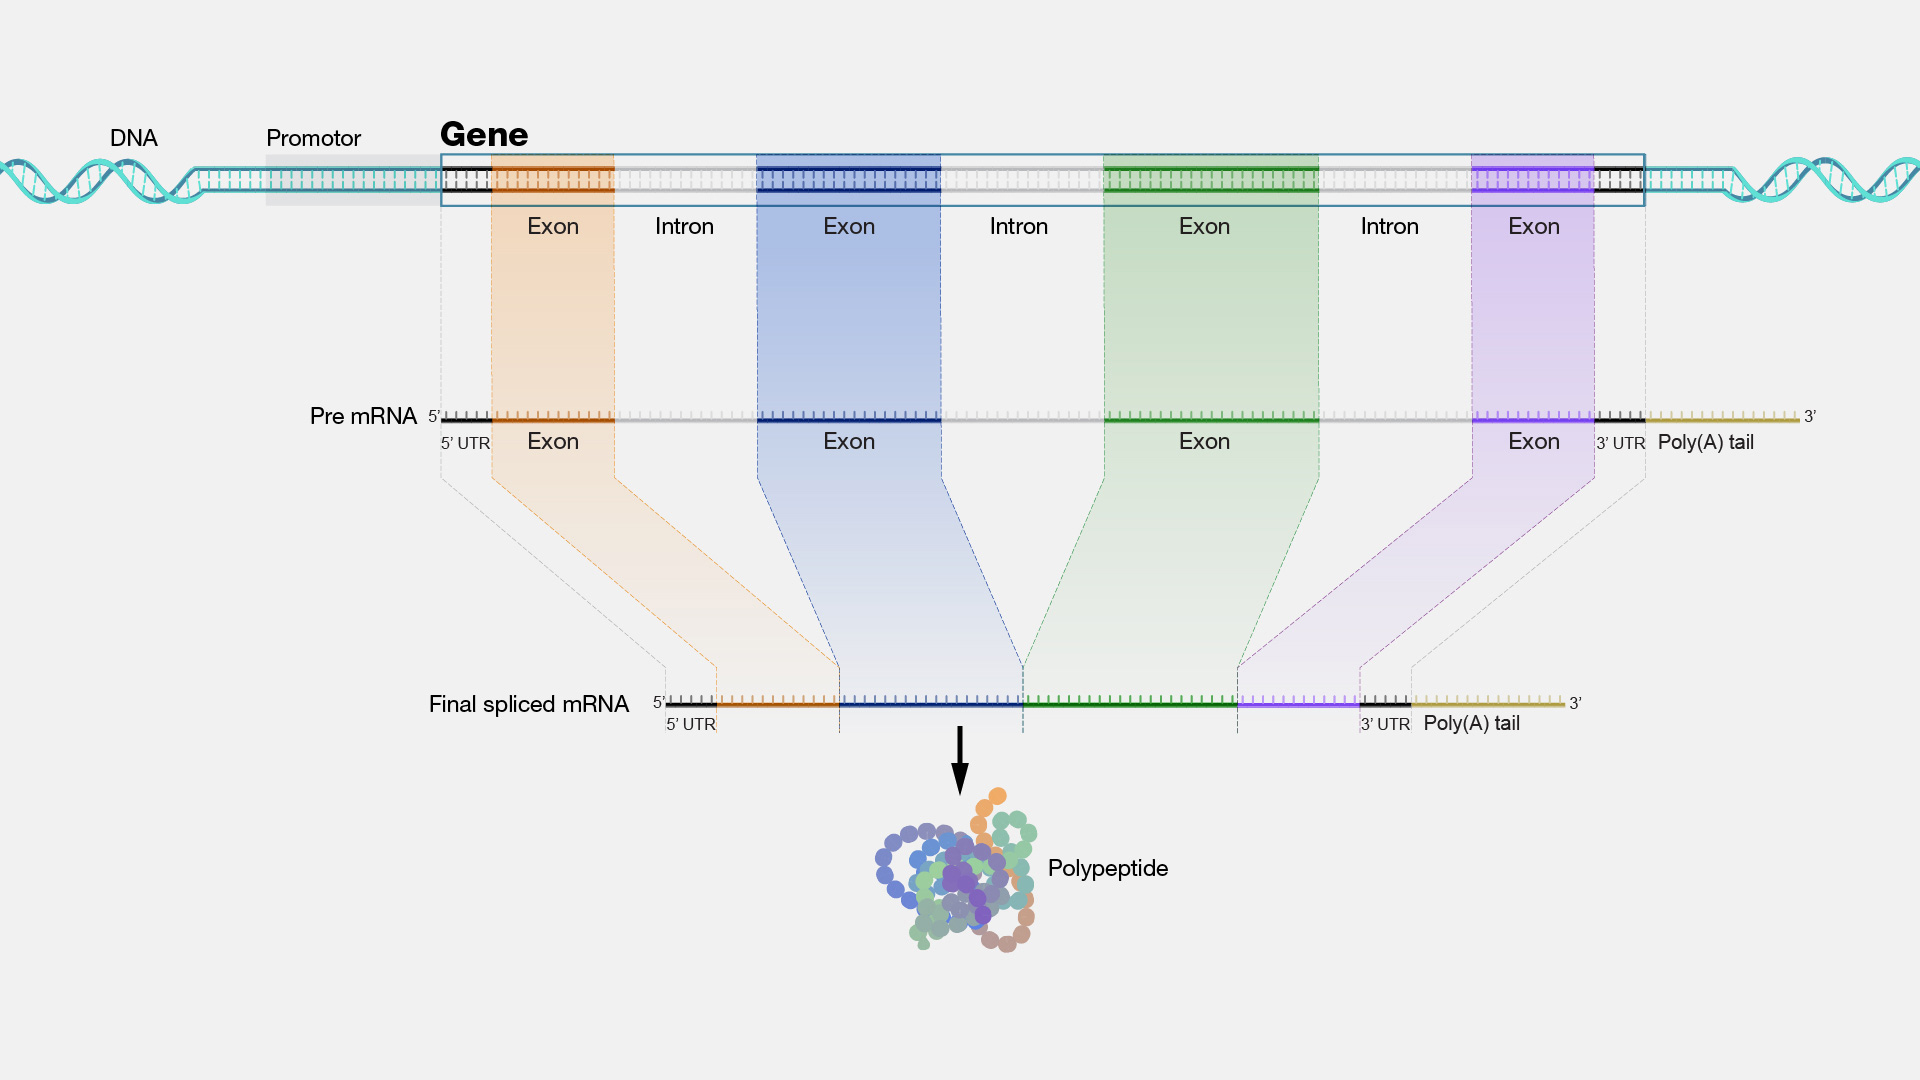 DNA
Promotor
Gene
Exon
Intron
Exon
Intron
Exon
Intron
Exon
Pre mRNA
5’
3’
5’ UTR
Exon
Exon
Exon
Exon
3’ UTR
Poly(A) tail
Final spliced mRNA
5’
3’
5’ UTR
3’ UTR
Poly(A) tail
Polypeptide